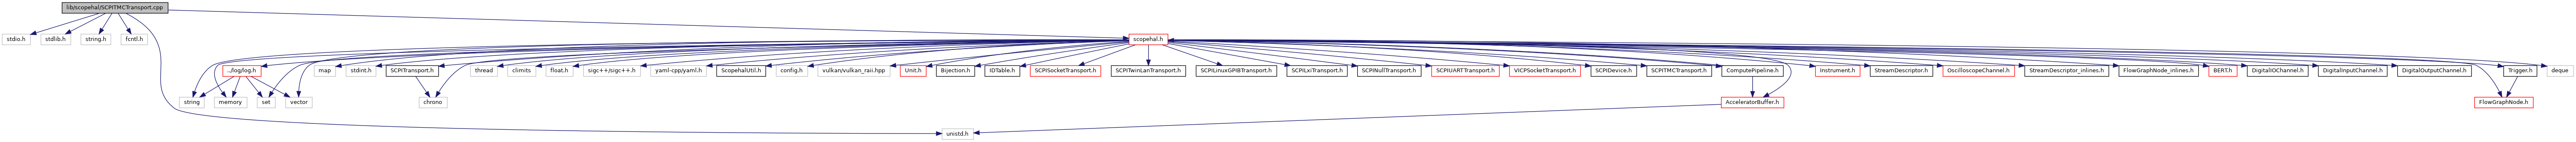 lib/scopehal/SCPITMCTransport.cpp
stdio.h
stdlib.h
string.h
fcntl.h
scopehal.h
../log/log.h
map
stdint.h
SCPITransport.h
thread
climits
float.h
sigc++/sigc++.h
yaml-cpp/yaml.h
ScopehalUtil.h
config.h
vulkan/vulkan_raii.hpp
Unit.h
Bijection.h
IDTable.h
SCPISocketTransport.h
SCPITwinLanTransport.h
SCPILinuxGPIBTransport.h
SCPILxiTransport.h
SCPINullTransport.h
SCPIUARTTransport.h
VICPSocketTransport.h
SCPIDevice.h
SCPITMCTransport.h
ComputePipeline.h
Instrument.h
StreamDescriptor.h
OscilloscopeChannel.h
StreamDescriptor_inlines.h
FlowGraphNode_inlines.h
BERT.h
DigitalIOChannel.h
DigitalInputChannel.h
DigitalOutputChannel.h
Trigger.h
deque
string
memory
set
vector
chrono
AcceleratorBuffer.h
FlowGraphNode.h
unistd.h